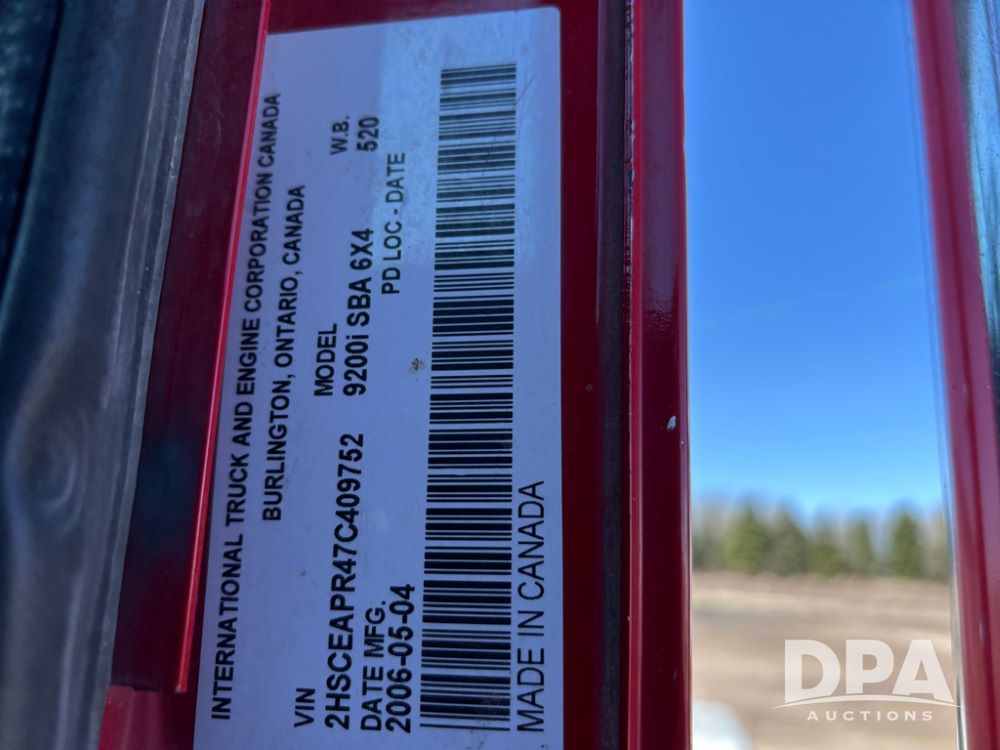 INTERNATIONAL TRUCK AND ENGINE CORPORATION CANADA
BURLINGTON, ONTARIO, CANADA
VIN MODEL W.B.
2HSCEAPR47C409752 9200i SBA 6X4 520
DATE MFG. PD LOC - DATE
2006-05-04
MADE IN CANADA
DPA
AUCTIONS